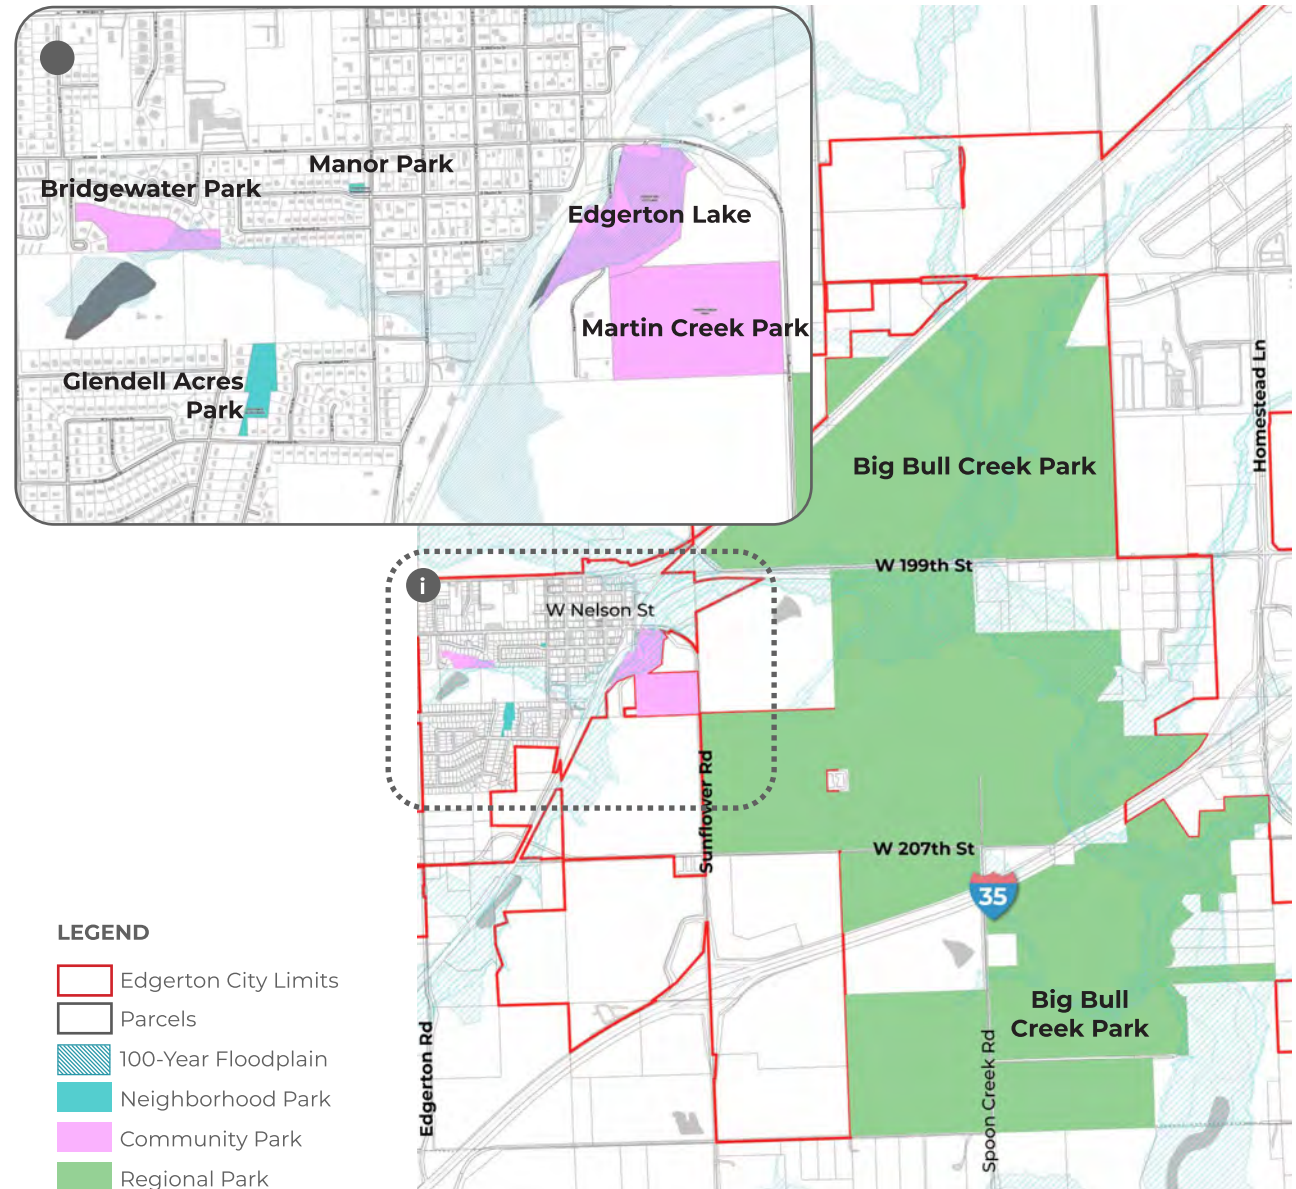 Manor Park
Bridgewater Park
Edgerton Lake
Martin Creek Park
Glendell Acres
Park
Big Bull Creek Park
Homestead Ln
W 199th St
i
W Nelson St
Sunflower Rd
W 207th St
35
Big Bull
Creek Park
Edgerton Rd
Spoon Creek Rd
LEGEND
Edgerton City Limits
Parcels
100-Year Floodplain
Neighborhood Park
Community Park
Regional Park